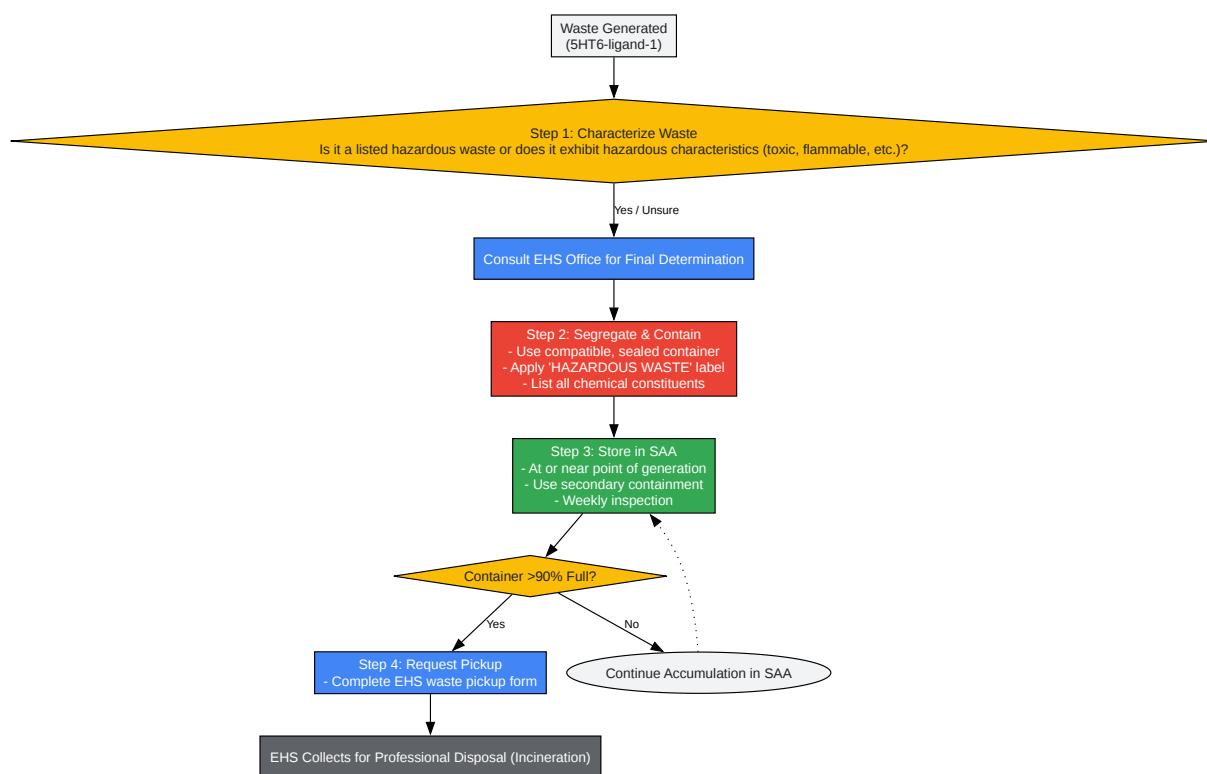 Waste Generated
(5HT6-ligand-1)
Step 1: Characterize Waste
Is it a listed hazardous waste or does it exhibit hazardous characteristics (toxic, flammable, etc.)?
Yes / Unsure
Consult EHS Office for Final Determination
Step 2: Segregate & Contain
- Use compatible, sealed container
- Apply 'HAZARDOUS WASTE' label
- List all chemical constituents
Step 3: Store in SAA
- At or near point of generation
- Use secondary containment
- Weekly inspection
Container >90% Full?
Yes
No
Step 4: Request Pickup
- Complete EHS waste pickup form
Continue Accumulation in SAA
EHS Collects for Professional Disposal (Incineration)